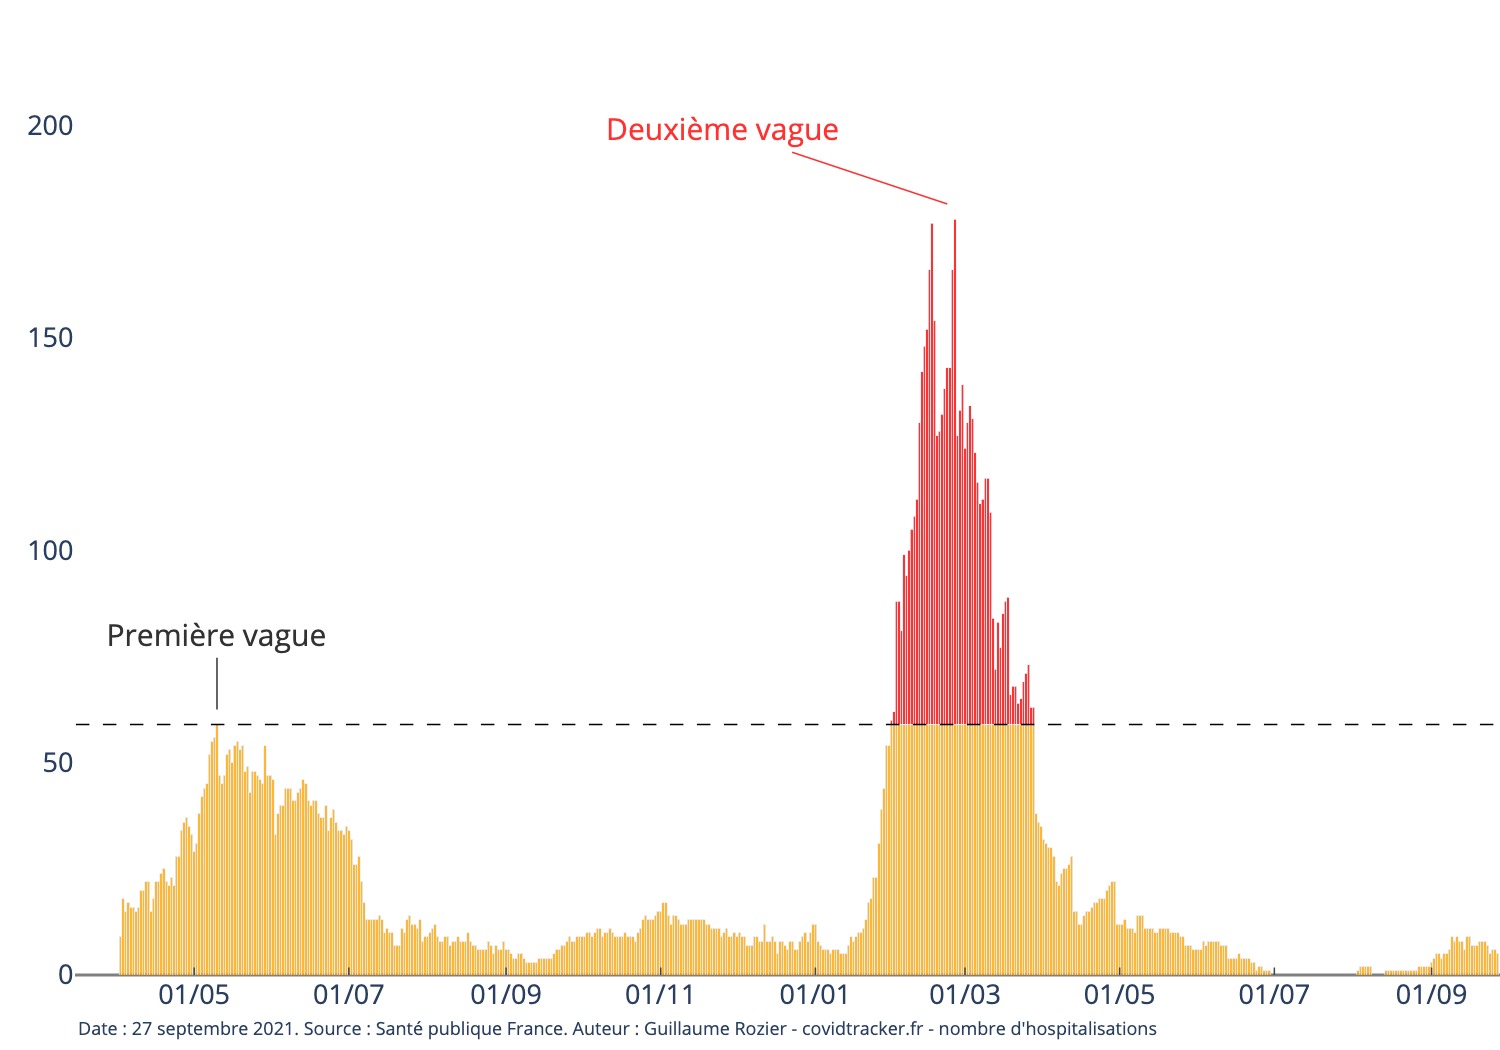 200
Deuxième vague
150
100
Première vague
50
0
01/05 01/07 01/09 01/11 01/01 01/03 01/05 01/07 01/09
Date : 27 septembre 2021. Source : Santé publique France. Auteur : Guillaume Rozier - covidtracker.fr - nombre d'hospitalisations